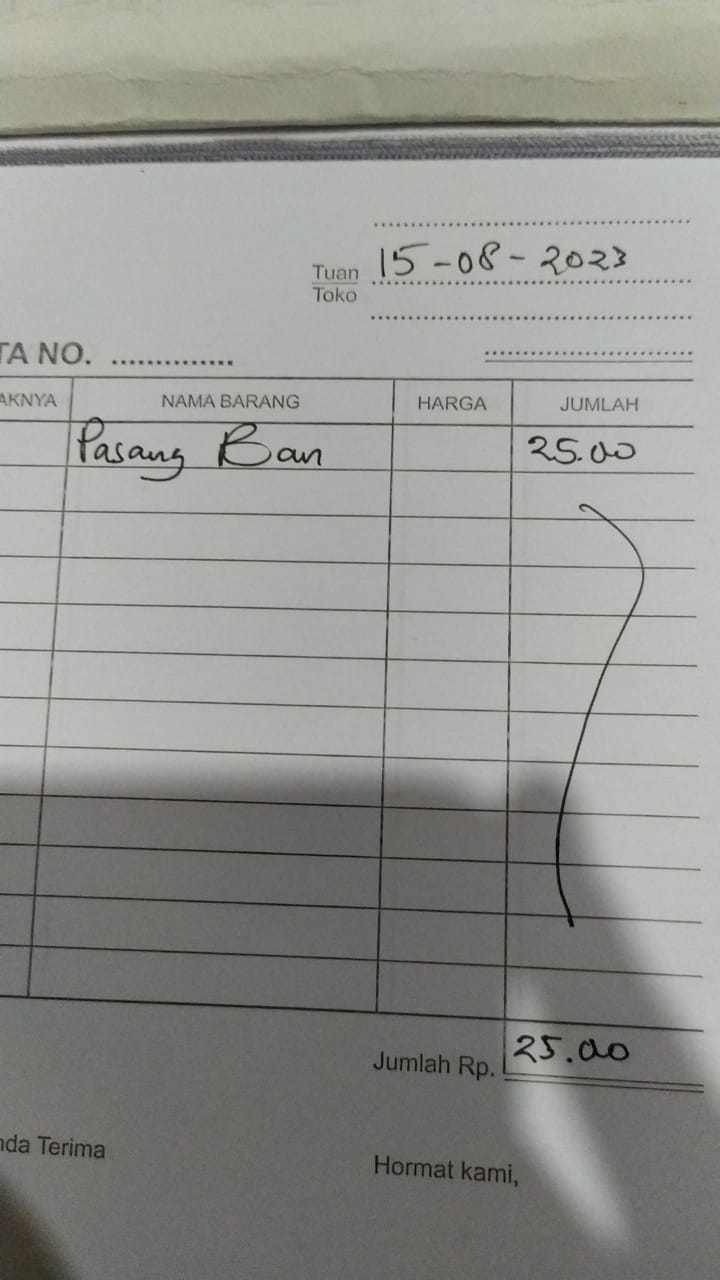 Tuan 15-08-2023
Toko
TA NO. ..............
AKNYA NAMA BARANG HARGA JUMLAH
Pasang Ban 25.00
Jumlah Rp. 25.00
nda Terima
Hormat kami,